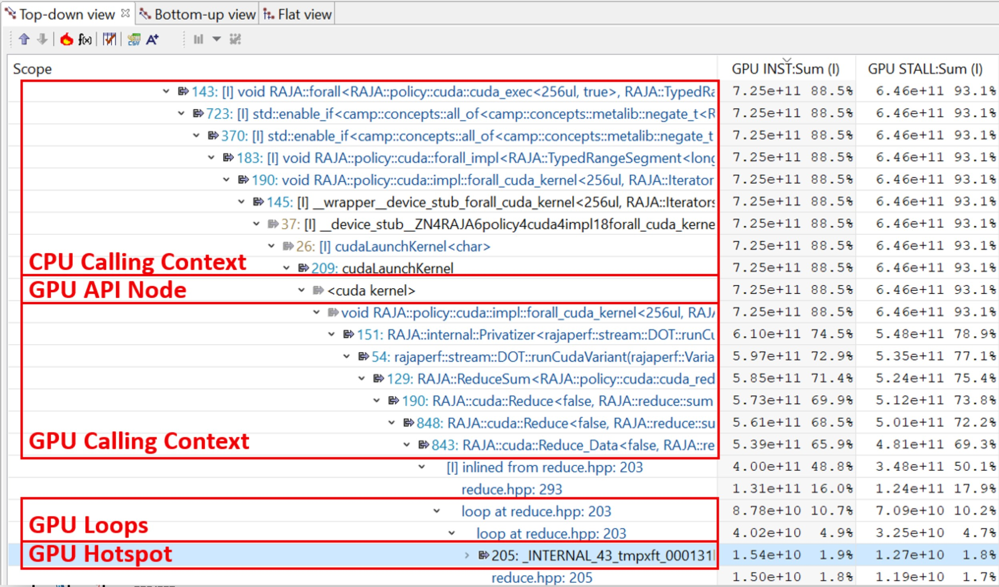 Top-down view Bottom-up view Flat view
f(x) CSV A+
Scope GPU INST:Sum (I) GPU STALL:Sum (I)
143: [I] void RAJA::forall<RAJA::policy::cuda::cuda_exec<256ul, true>, RAJA::TypedRa 7.25e+11 88.5% 6.46e+11 93.1%
723: [I] std::enable_if<camp::concepts::all_of<camp::concepts::metalib::negate_t<R 7.25e+11 88.5% 6.46e+11 93.1%
370: [I] std::enable_if<camp::concepts::all_of<camp::concepts::metalib::negate_t 7.25e+11 88.5% 6.46e+11 93.1%
183: [I] void RAJA::policy::cuda::forall_impl<RAJA::TypedRangeSegment<long 7.25e+11 88.5% 6.46e+11 93.1%
190: void RAJA::policy::cuda::impl::forall_cuda_kernel<256ul, RAJA::Iterator 7.25e+11 88.5% 6.46e+11 93.1%
145: [I] __wrapper__device_stub_forall_cuda_kernel<256ul, RAJA::Iterators 7.25e+11 88.5% 6.46e+11 93.1%
37: [I] __device_stub__ZN4RAJA6policy4cuda4impl18forall_cuda_kerne 7.25e+11 88.5% 6.46e+11 93.1%
26: [I] cudaLaunchKernel<char> 7.25e+11 88.5% 6.46e+11 93.1%
CPU Calling Context 209: cudaLaunchKernel 7.25e+11 88.5% 6.46e+11 93.1%
GPU API Node <cuda kernel> 7.25e+11 88.5% 6.46e+11 93.1%
void RAJA::policy::cuda::impl::forall_cuda_kernel<256ul, RAJA 7.25e+11 88.5% 6.46e+11 93.1%
151: RAJA::internal::Privatizer<rajaperf::stream::DOT::runCu 6.10e+11 74.5% 5.48e+11 78.9%
54: rajaperf::stream::DOT::runCudaVariant(rajaperf::Varia 5.97e+11 72.9% 5.35e+11 77.1%
129: RAJA::ReduceSum<RAJA::policy::cuda::cuda_red 5.85e+11 71.4% 5.24e+11 75.4%
190: RAJA::cuda::Reduce<false, RAJA::reduce::sum 5.73e+11 69.9% 5.12e+11 73.8%
848: RAJA::cuda::Reduce<false, RAJA::reduce::su 5.61e+11 68.5% 5.01e+11 72.2%
GPU Calling Context 843: RAJA::cuda::Reduce_Data<false, RAJA::re 5.39e+11 65.9% 4.81e+11 69.3%
[I] inlined from reduce.hpp: 203 4.00e+11 48.8% 3.48e+11 50.1%
reduce.hpp: 293 1.31e+11 16.0% 1.24e+11 17.9%
loop at reduce.hpp: 203 8.78e+10 10.7% 7.09e+10 10.2%
GPU Loops loop at reduce.hpp: 203 4.02e+10 4.9% 3.25e+10 4.7%
GPU Hotspot 205: _INTERNAL_43_tmpxft_000131 1.54e+10 1.9% 1.27e+10 1.8%
reduce.hpp: 205 1.50e+10 1.8% 1.19e+10 1.7%